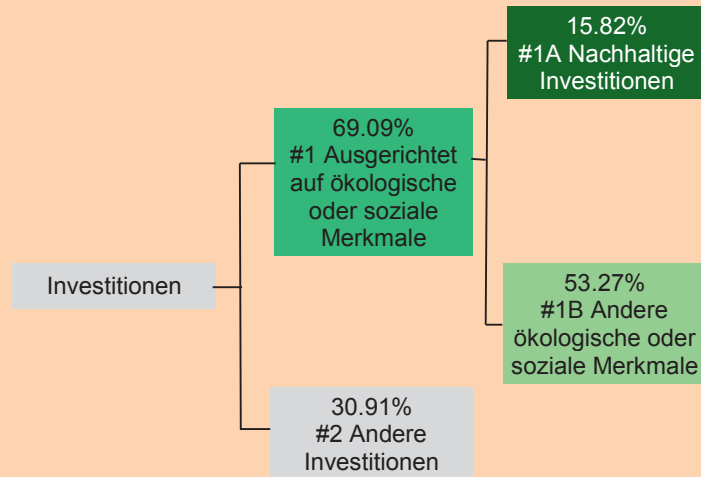 Investitionen
69.09%
#1 Ausgerichtet
auf ökologische
oder soziale
Merkmale
15.82%
#1A Nachhaltige
Investitionen
53.27%
#1B Andere
ökologische oder
soziale Merkmale
30.91%
#2 Andere
Investitionen